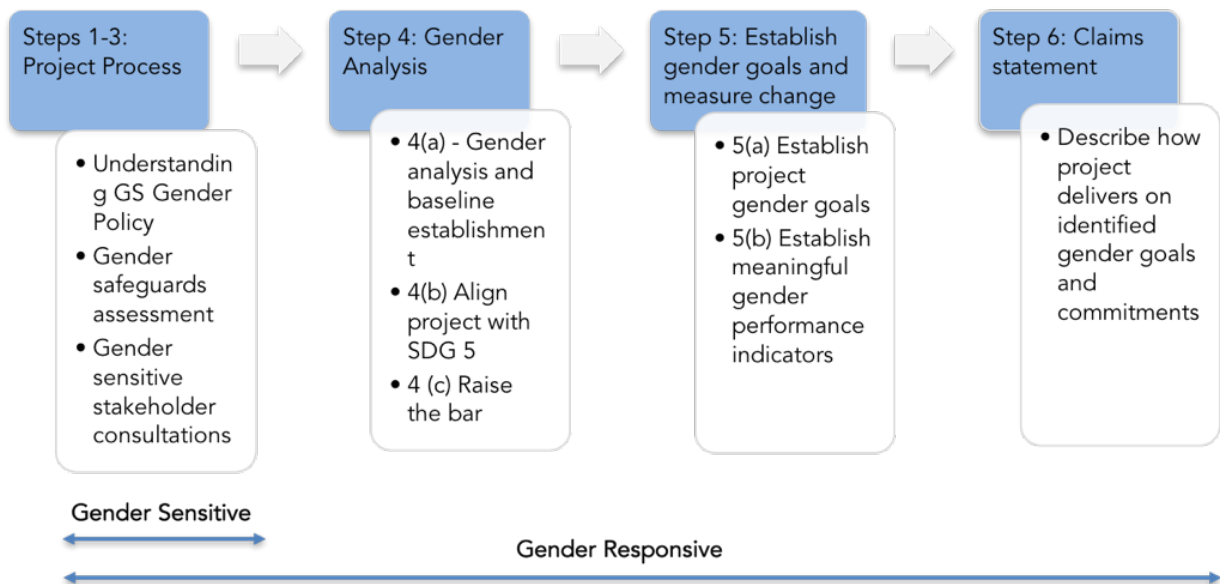 Steps 1-3:
Project Process
• Understandin
g GS Gender
Policy
• Gender
safeguards
assessment
• Gender
sensitive
stakeholder
consultations
Step 4: Gender
Analysis
• 4(a) - Gender
analysis and
baseline
establishmen
t
• 4(b) Align
project with
SDG 5
• 4 (c) Raise
the bar
Step 5: Establish
gender goals and
measure change
• 5(a) Establish
project
gender goals
• 5(b) Establish
meaningful
gender
performance
indicators
Step 6: Claims
statement
• Describe how
project
delivers on
identified
gender goals
and
commitments
Gender Sensitive
Gender Responsive